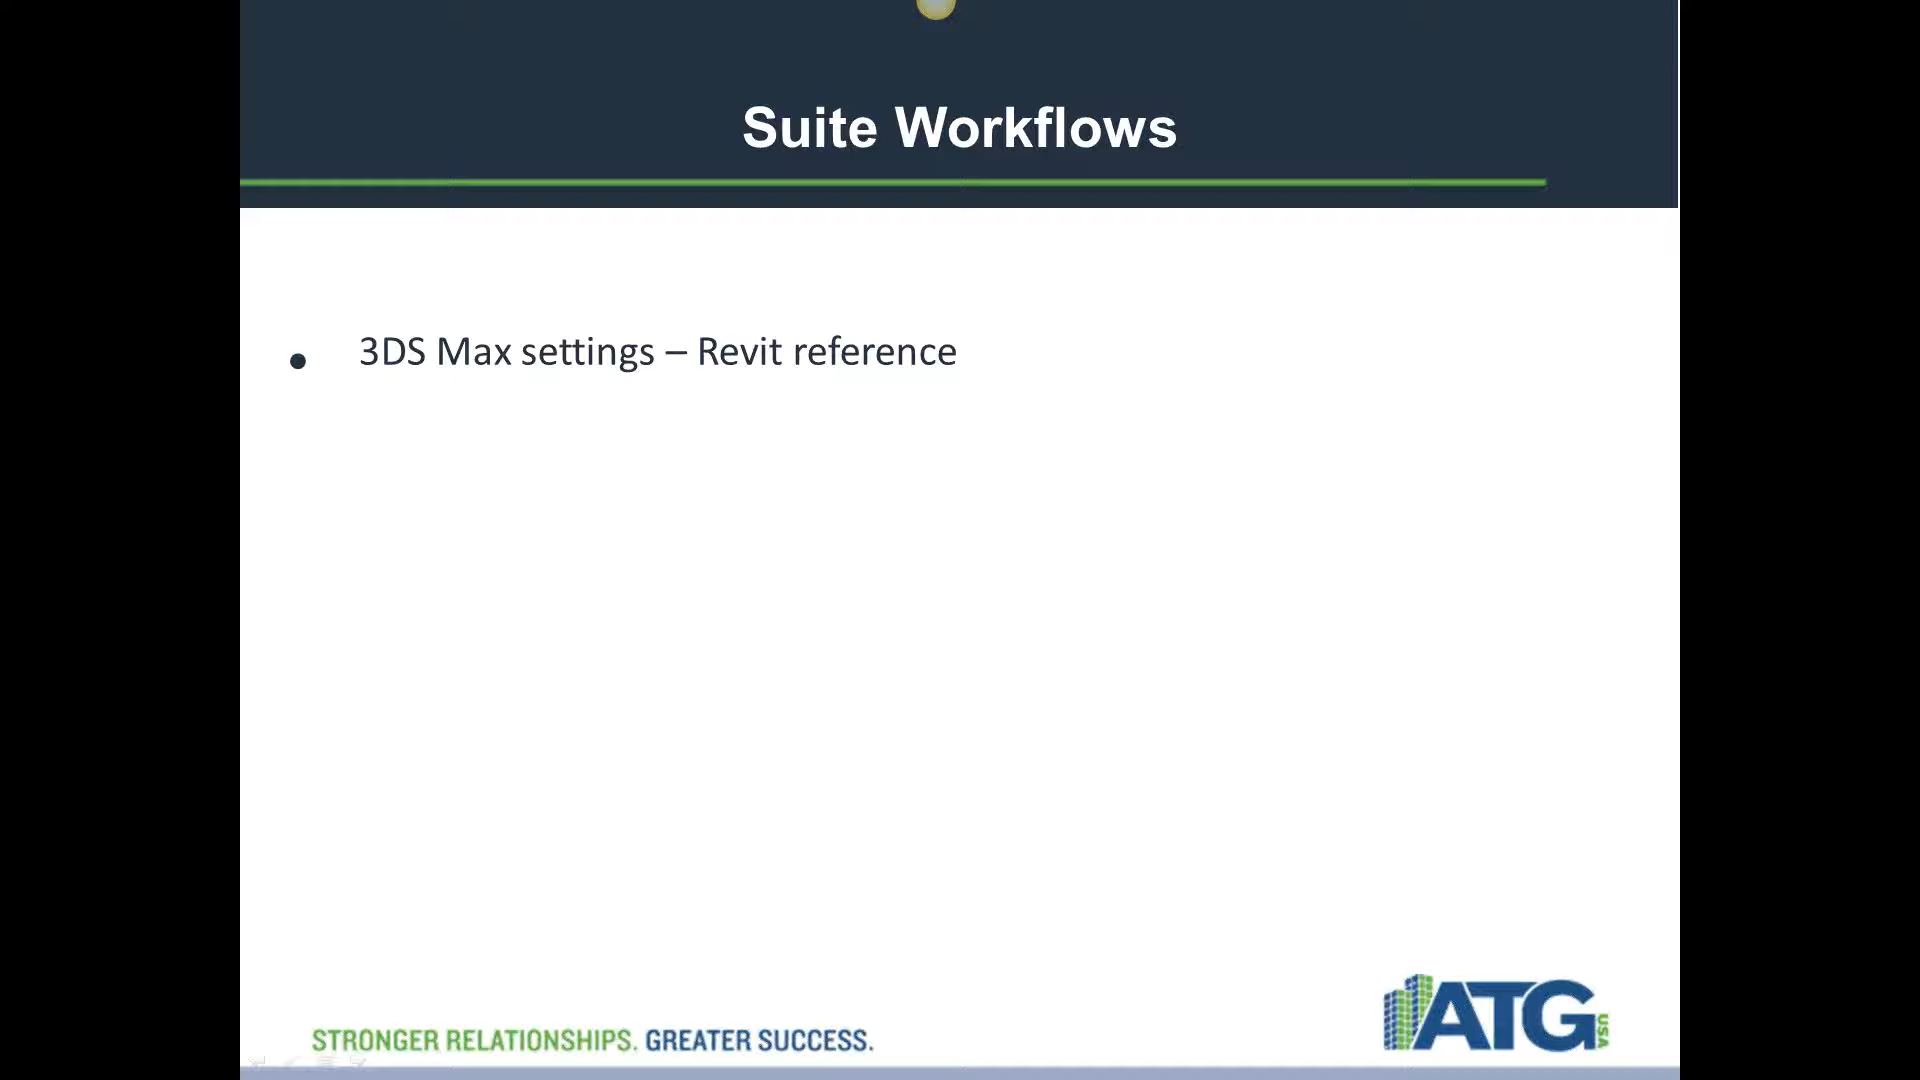 Suite Workflows
• 3DS Max settings – Revit reference
STRONGER RELATIONSHIPS. GREATER SUCCESS.
ATG USA